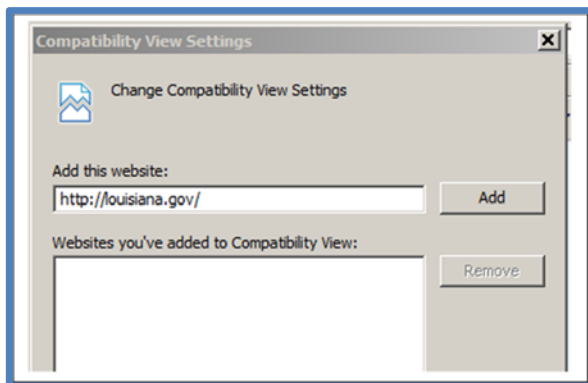 Compatibility View Settings
Change Compatibility View Settings
Add this website:
http://louisiana.gov/
Add
Websites you've added to Compatibility View:
Remove